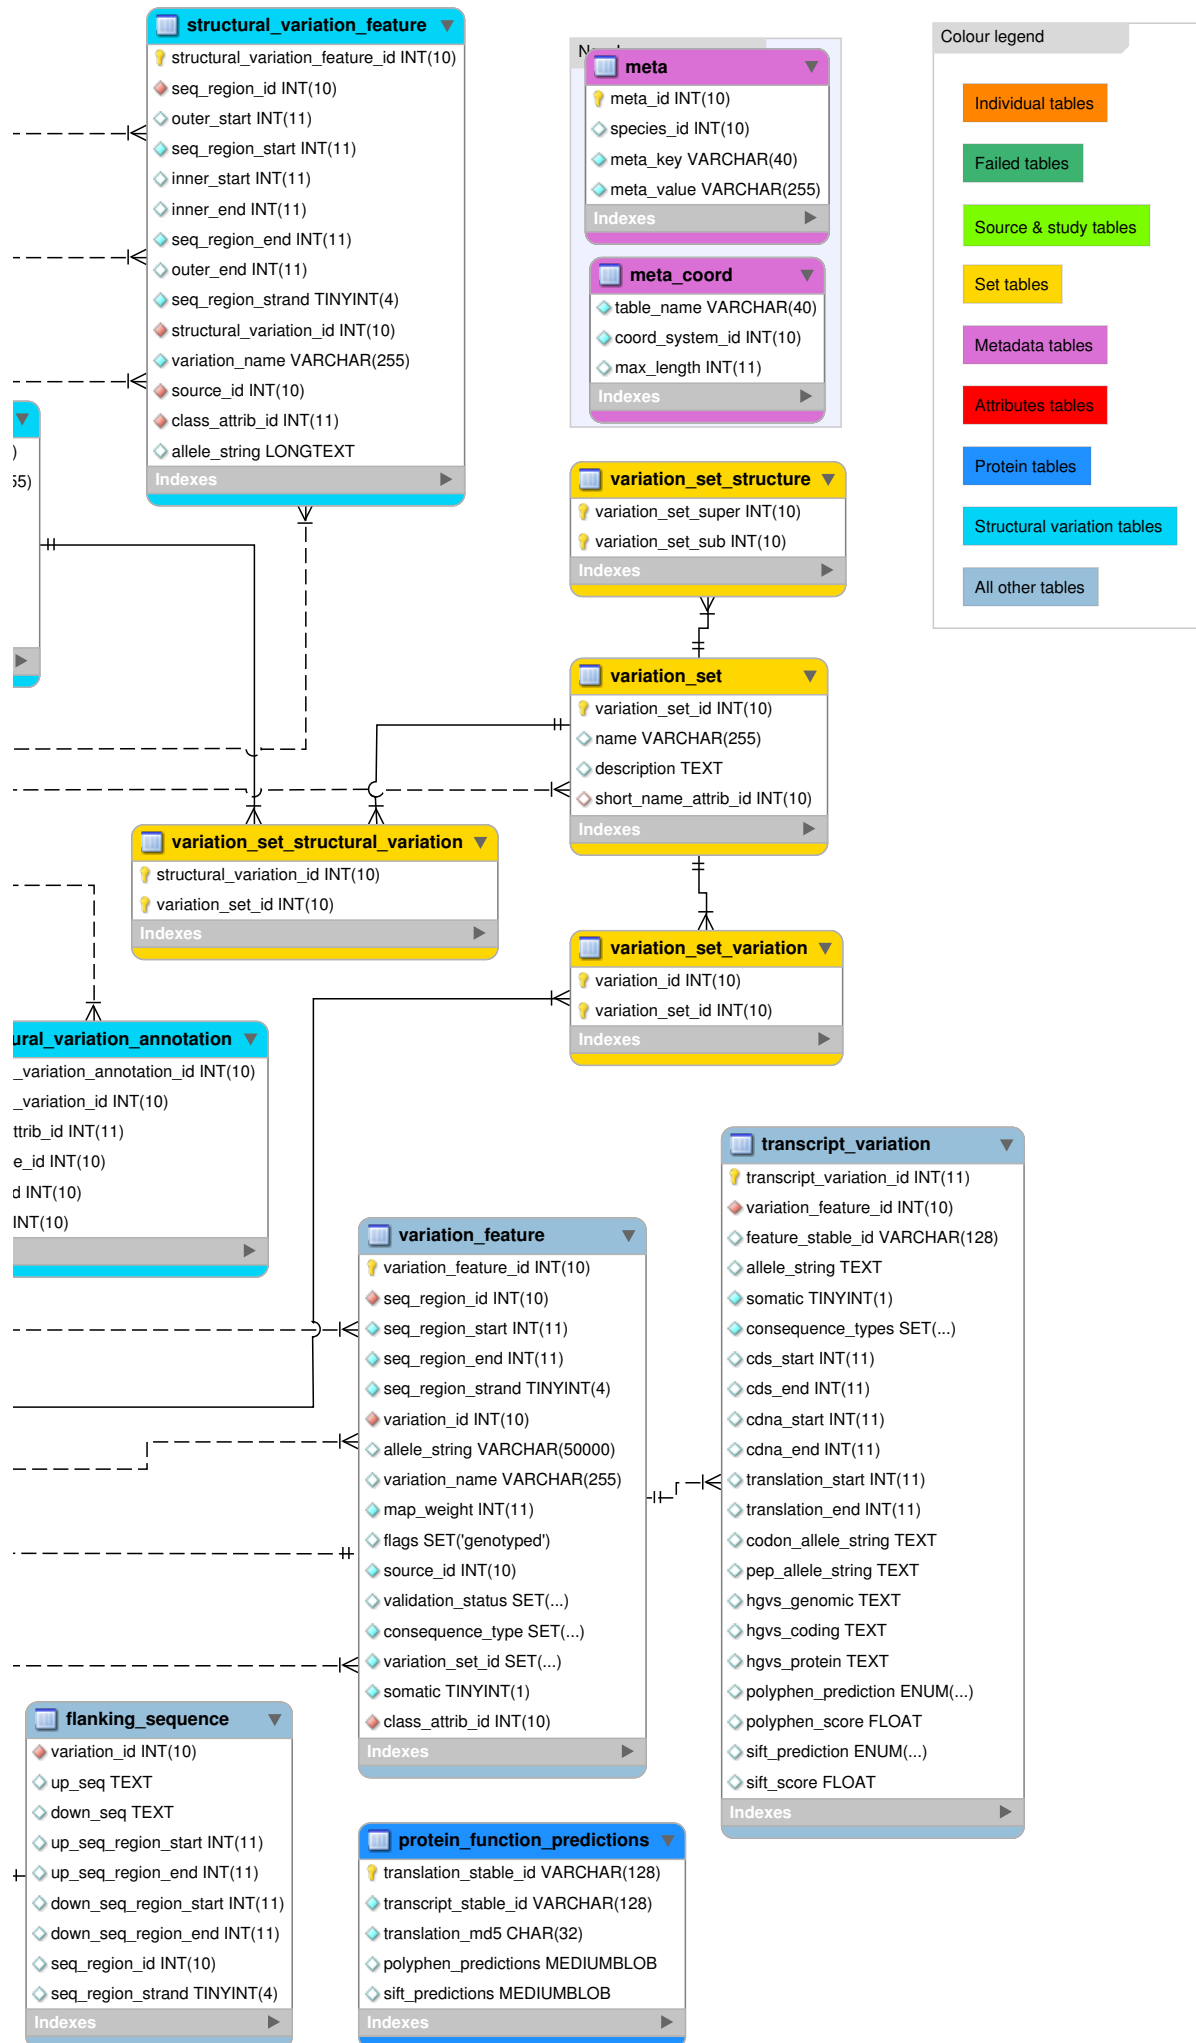 structural_variation_feature
structural_variation_feature_id INT(10)
seq_region_id INT(10)
outer_start INT(11)
seq_region_start INT(11)
inner_start INT(11)
inner_end INT(11)
seq_region_end INT(11)
outer_end INT(11)
seq_region_strand TINYINT(4)
structural_variation_id INT(10)
variation_name VARCHAR(255)
source_id INT(10)
class_attrib_id INT(11)
allele_string LONGTEXT
Indexes
)
55)
meta
meta_id INT(10)
species_id INT(10)
meta_key VARCHAR(40)
meta_value VARCHAR(255)
Indexes
meta_coord
table_name VARCHAR(40)
coord_system_id INT(10)
max_length INT(11)
Indexes
Colour legend
Individual tables
Failed tables
Source & study tables
Set tables
Metadata tables
Attributes tables
Protein tables
Structural variation tables
All other tables
variation_set_structure
variation_set_super INT(10)
variation_set_sub INT(10)
Indexes
variation_set
variation_set_id INT(10)
name VARCHAR(255)
description TEXT
short_name_attrib_id INT(10)
Indexes
variation_set_structural_variation
structural_variation_id INT(10)
variation_set_id INT(10)
Indexes
variation_set_variation
variation_id INT(10)
variation_set_id INT(10)
Indexes
ural_variation_annotation
_variation_annotation_id INT(10)
_variation_id INT(10)
ttrib_id INT(11)
e_id INT(10)
d INT(10)
INT(10)
transcript_variation
transcript_variation_id INT(11)
variation_feature_id INT(10)
feature_stable_id VARCHAR(128)
allele_string TEXT
somatic TINYINT(1)
consequence_types SET(...)
cds_start INT(11)
cds_end INT(11)
cdna_start INT(11)
cdna_end INT(11)
translation_start INT(11)
translation_end INT(11)
codon_allele_string TEXT
pep_allele_string TEXT
hgvs_genomic TEXT
hgvs_coding TEXT
hgvs_protein TEXT
polyphen_prediction ENUM(...)
polyphen_score FLOAT
sift_prediction ENUM(...)
sift_score FLOAT
Indexes
variation_feature
variation_feature_id INT(10)
seq_region_id INT(10)
seq_region_start INT(11)
seq_region_end INT(11)
seq_region_strand TINYINT(4)
variation_id INT(10)
allele_string VARCHAR(50000)
variation_name VARCHAR(255)
map_weight INT(11)
flags SET('genotyped')
source_id INT(10)
validation_status SET(...)
consequence_type SET(...)
variation_set_id SET(...)
somatic TINYINT(1)
class_attrib_id INT(10)
Indexes
flanking_sequence
variation_id INT(10)
up_seq TEXT
down_seq TEXT
up_seq_region_start INT(11)
up_seq_region_end INT(11)
down_seq_region_start INT(11)
down_seq_region_end INT(11)
seq_region_id INT(10)
seq_region_strand TINYINT(4)
Indexes
protein_function_predictions
translation_stable_id VARCHAR(128)
transcript_stable_id VARCHAR(128)
translation_md5 CHAR(32)
polyphen_predictions MEDIUMBLOB
sift_predictions MEDIUMBLOB
Indexes